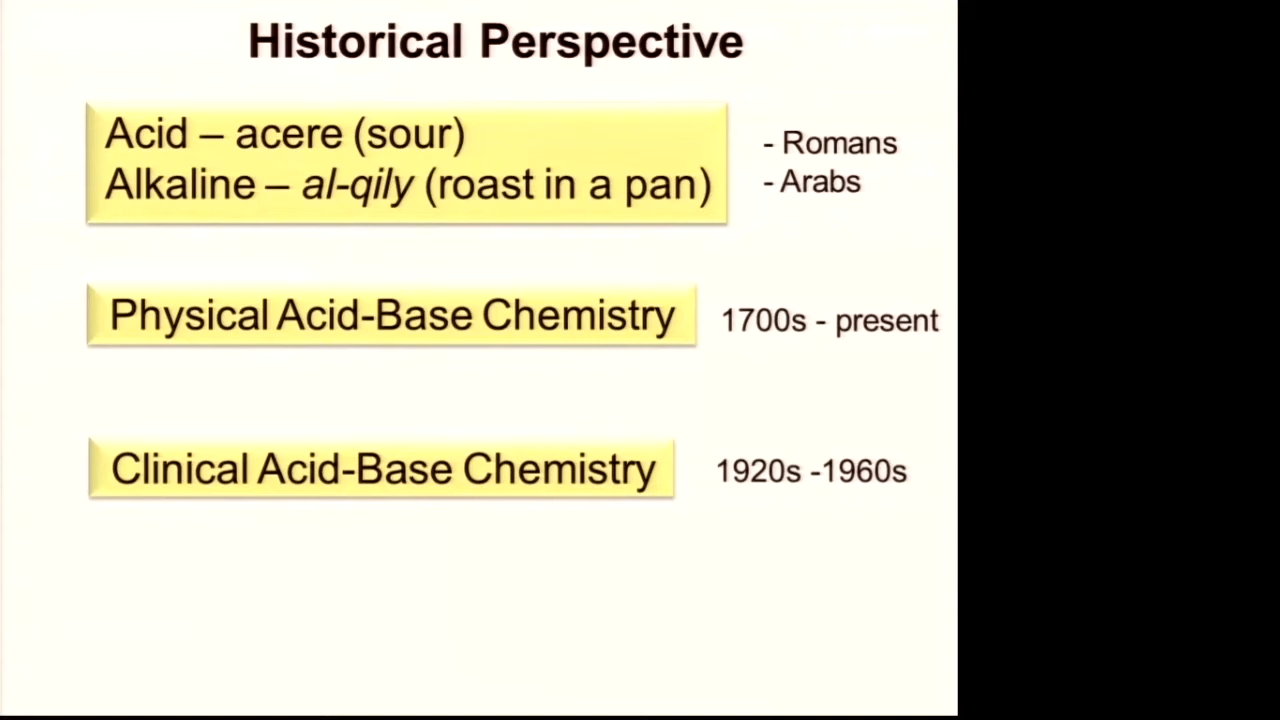 Historical Perspective
Acid – acere (sour)
- Romans
Alkaline – al-qily (roast in a pan)
- Arabs
Physical Acid-Base Chemistry
1700s - present
Clinical Acid-Base Chemistry
1920s -1960s